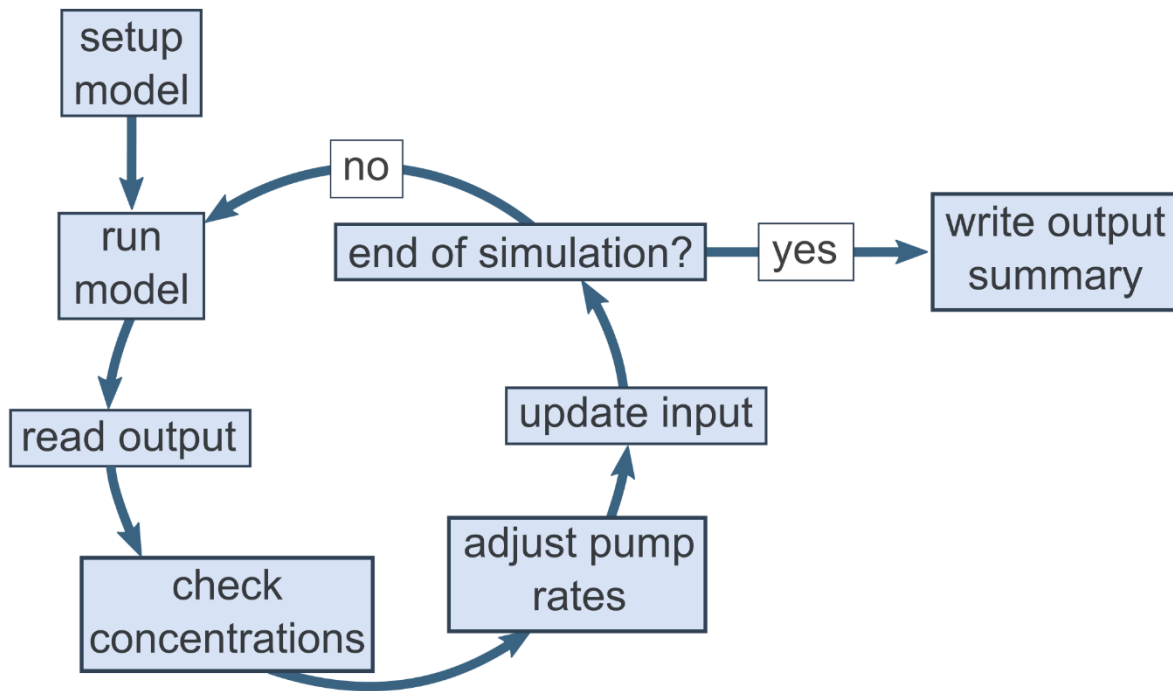 setup
model
run
model
read output
check
concentrations
adjust pump
rates
update input
end of simulation?
no
yes
write output
summary